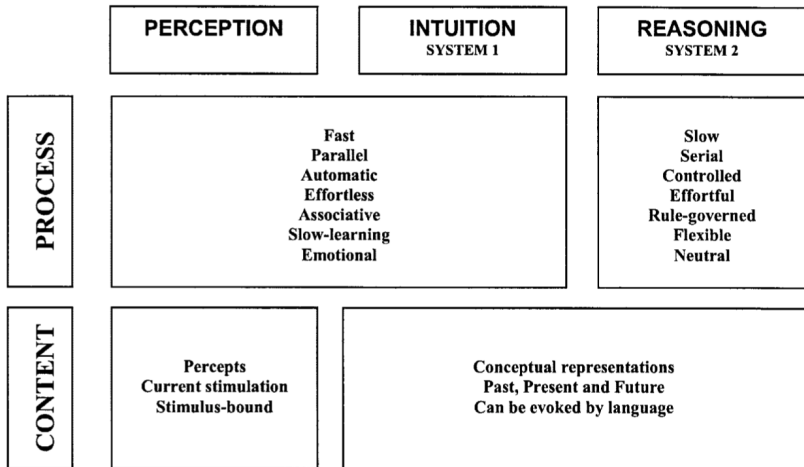 PERCEPTION
INTUITION
SYSTEM 1
REASONING
SYSTEM 2
PROCESS
Fast
Parallel
Automatic
Effortless
Associative
Slow-learning
Emotional
Slow
Serial
Controlled
Effortful
Rule-governed
Flexible
Neutral
CONTENT
Percepts
Current stimulation
Stimulus-bound
Conceptual representations
Past, Present and Future
Can be evoked by language